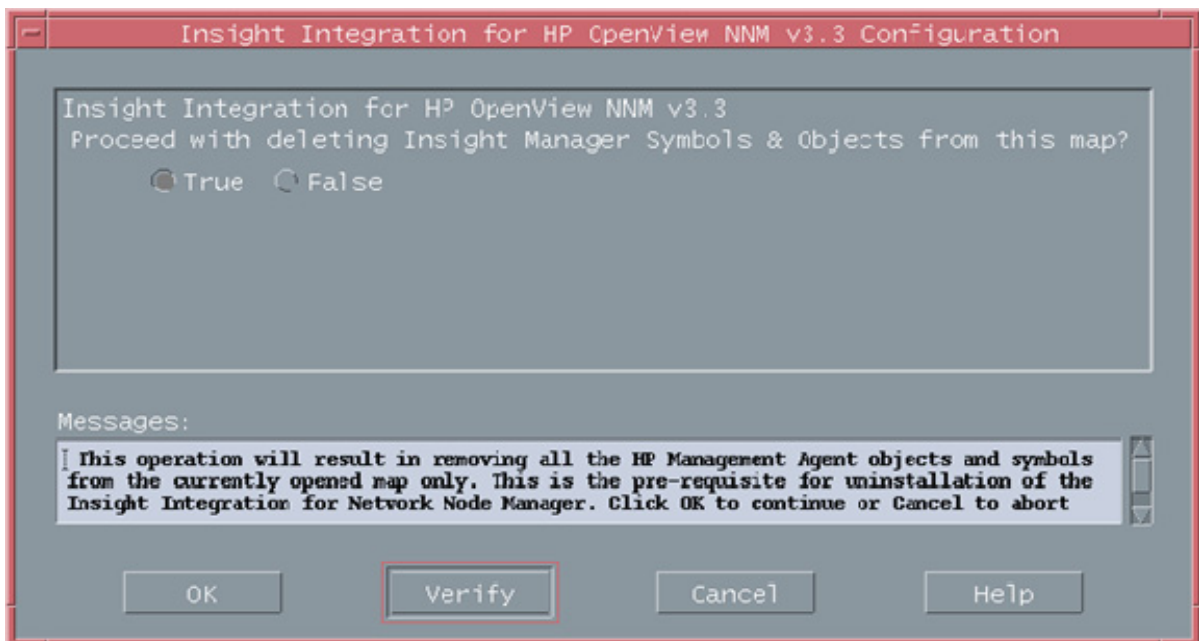 Insight Integration for HP OpenView NNM v3.3 Configuration
Insight Integration for HP OpenView NNM v3.3
Proceed with deleting Insight Manager Symbols & Objects from this map?
True False
Messages:
This operation will result in removing all the HP Management Agent objects and symbols
from the currently opened map only. This is the pre-requisite for uninstallation of the
Insight Integration for Network Node Manager. Click OK to continue or Cancel to abort
OK Verify Cancel Help